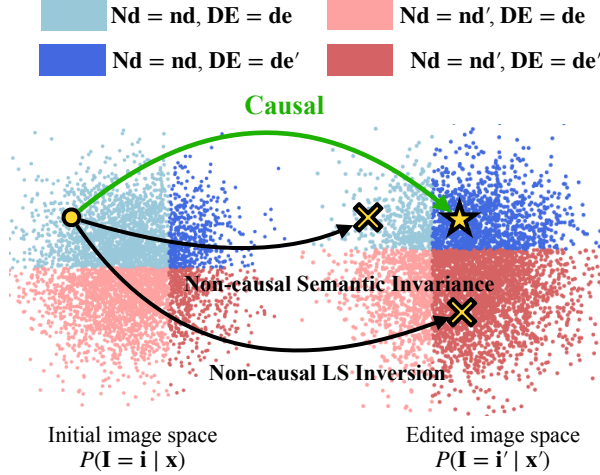 Nd = nd, DE = de
Nd = nd′, DE = de
Nd = nd, DE = de′
Nd = nd′, DE = de′
Causal
Non-causal Semantic Invariance
Non-causal LS Inversion
Initial image space
P(I = i | x)
Edited image space
P(I = i′ | x′)